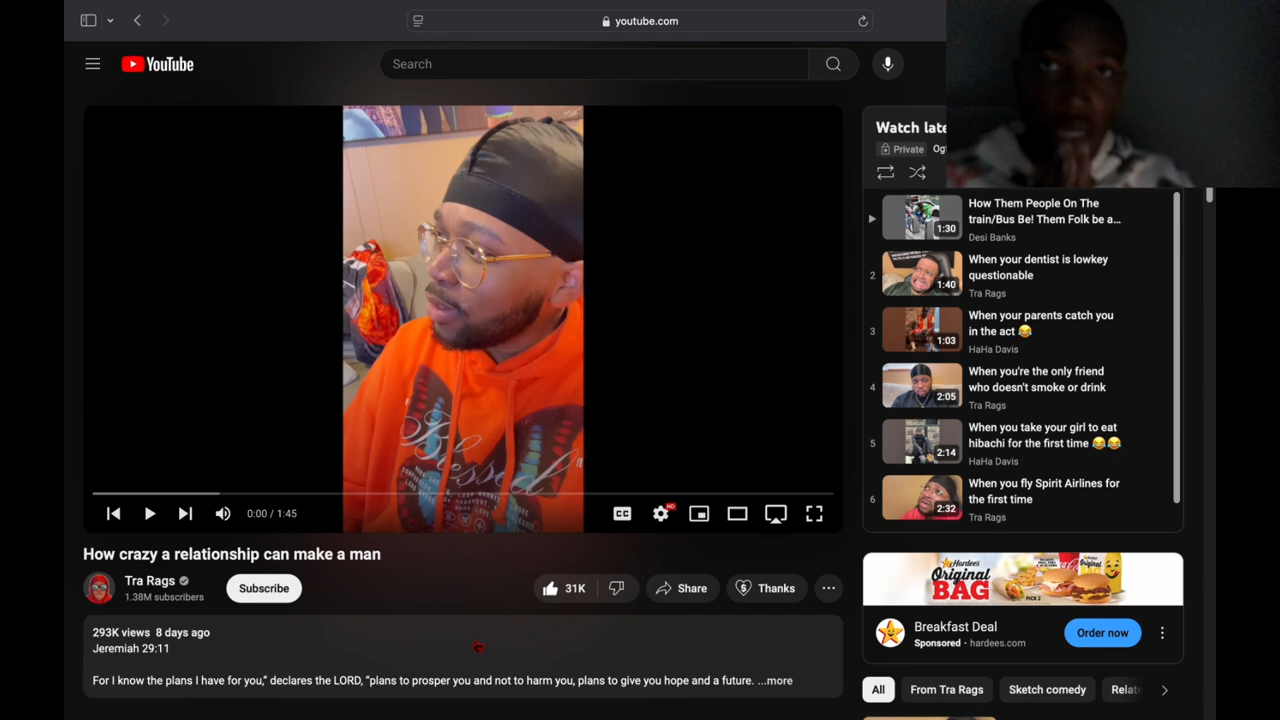 youtube.com
YouTube
Search
Blessed
0:00 / 1:45
CC
HD
How crazy a relationship can make a man
Tra Rags
1.38M subscribers
Subscribe
31K
Share
Thanks
293K views 8 days ago
Jeremiah 29:11
For I know the plans I have for you,” declares the LORD, “plans to prosper you and not to harm you, plans to give you hope and a future. ...more
Watch late
Private
1:30
How Them People On The
train/Bus Be! Them Folk be a...
Desi Banks
2
1:40
When your dentist is lowkey
questionable
Tra Rags
3
1:03
When your parents catch you
in the act 😂
HaHa Davis
4
2:05
When you're the only friend
who doesn't smoke or drink
Tra Rags
5
2:14
When you take your girl to eat
hibachi for the first time 😂😂
HaHa Davis
6
2:32
When you fly Spirit Airlines for
the first time
Tra Rags
Hardees
Original
BAG
PICK 2
Breakfast Deal
Sponsored · hardees.com
Order now
All
From Tra Rags
Sketch comedy